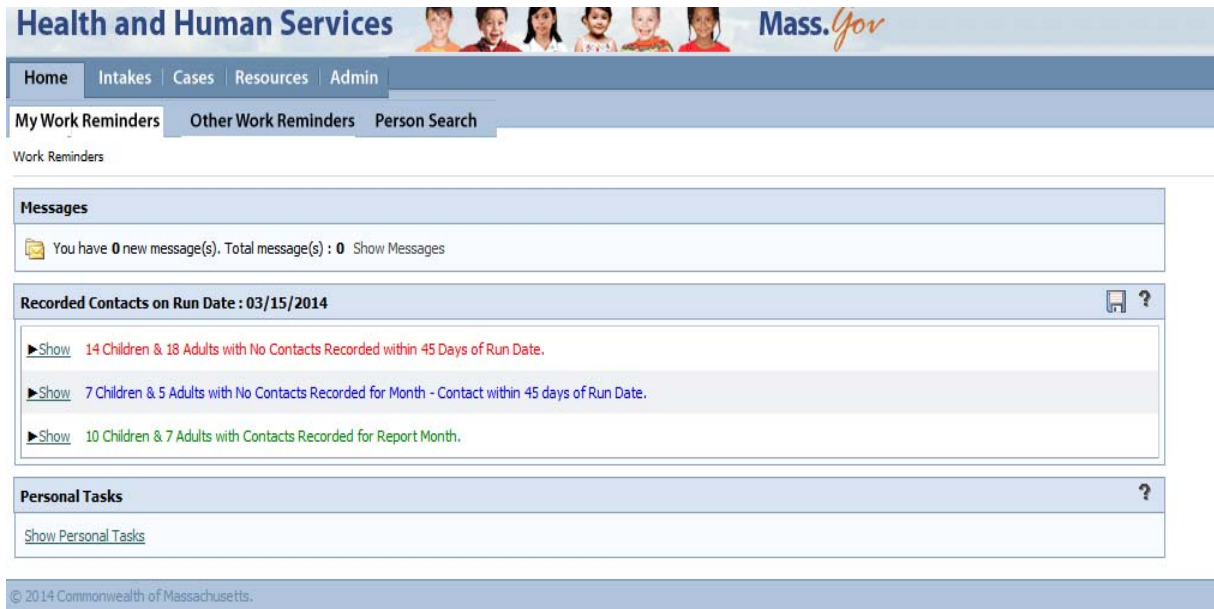 Health and Human Services Mass.Gov
Home Intakes Cases Resources Admin
My Work Reminders Other Work Reminders Person Search
Work Reminders
Messages
You have 0 new message(s). Total message(s) : 0 Show Messages
Recorded Contacts on Run Date : 03/15/2014 ?
►Show 14 Children & 18 Adults with No Contacts Recorded within 45 Days of Run Date.
►Show 7 Children & 5 Adults with No Contacts Recorded for Month - Contact within 45 days of Run Date.
►Show 10 Children & 7 Adults with Contacts Recorded for Report Month.
Personal Tasks ?
Show Personal Tasks
© 2014 Commonwealth of Massachusetts.